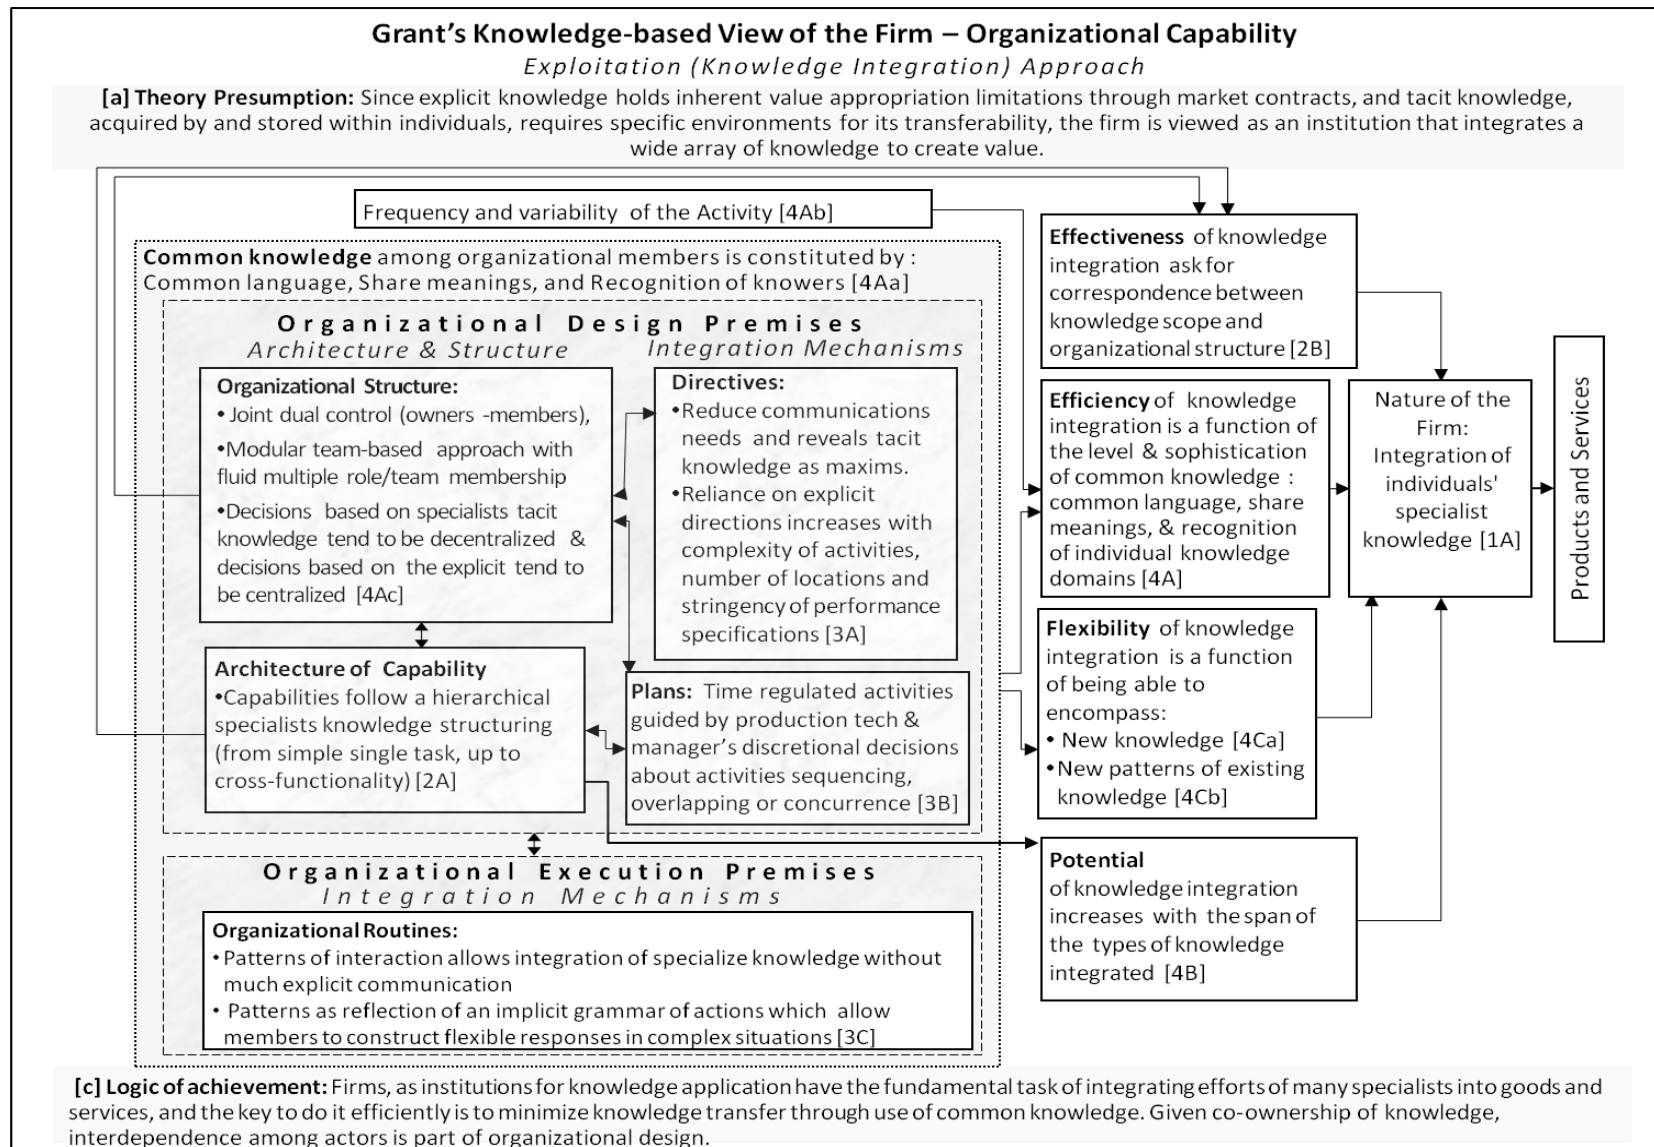 Grant's Knowledge-based View of the Firm – Organizational Capability
Exploitation (Knowledge Integration) Approach
[a] Theory Presumption: Since explicit knowledge holds inherent value appropriation limitations through market contracts, and tacit knowledge,
acquired by and stored within individuals, requires specific environments for its transferability, the firm is viewed as an institution that integrates a
wide array of knowledge to create value.
Frequency and variability of the Activity [4Ab]
Common knowledge among organizational members is constituted by :
Common language, Share meanings, and Recognition of knowers [4Aa]
Organizational Design Premises
Architecture & Structure
Integration Mechanisms
Organizational Structure:
•Joint dual control (owners -members),
•Modular team-based approach with
fluid multiple role/team membership
•Decisions based on specialists tacit
knowledge tend to be decentralized &
decisions based on the explicit tend to
be centralized [4Ac]
Directives:
•Reduce communications
needs and reveals tacit
knowledge as maxims.
•Reliance on explicit
directions increases with
complexity of activities,
number of locations and
stringency of performance
specifications [3A]
Architecture of Capability
•Capabilities follow a hierarchical
specialists knowledge structuring
(from simple single task, up to
cross-functionality) [2A]
Plans: Time regulated activities
guided by production tech &
manager's discretional decisions
about activities sequencing,
overlapping or concurrence [3B]
Organizational Execution Premises
Integration Mechanisms
Organizational Routines:
•Patterns of interaction allows integration of specialize knowledge without
much explicit communication
• Patterns as reflection of an implicit grammar of actions which allow
members to construct flexible responses in complex situations [3C]
Effectiveness of knowledge
integration ask for
correspondence between
knowledge scope and
organizational structure [2B]
Efficiency of knowledge
integration is a function of
the level & sophistication
of common knowledge :
common language, share
meanings, & recognition
of individual knowledge
domains [4A]
Flexibility of knowledge
integration is a function
of being able to
encompass:
• New knowledge [4Ca]
•New patterns of existing
knowledge [4Cb]
Potential
of knowledge integration
increases with the span of
the types of knowledge
integrated [4B]
Nature of the
Firm:
Integration of
individuals'
specialist
knowledge [1A]
Products and Services
[c] Logic of achievement: Firms, as institutions for knowledge application have the fundamental task of integrating efforts of many specialists into goods and
services, and the key to do it efficiently is to minimize knowledge transfer through use of common knowledge. Given co-ownership of knowledge,
interdependence among actors is part of organizational design.